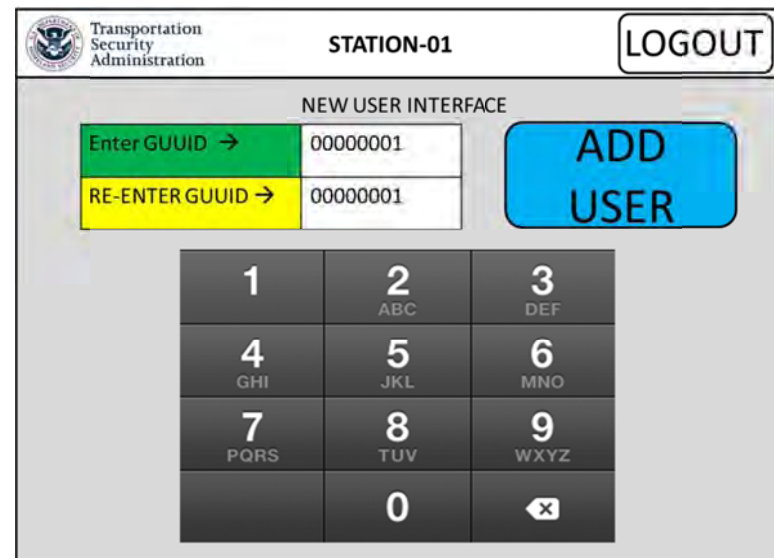 Transportation
Security
Administration
STATION-01
LOGOUT
NEW USER INTERFACE
Enter GUUID →
00000001
RE-ENTER GUUID →
00000001
ADD
USER
1
2
ABC
3
DEF
4
GHI
5
JKL
6
MNO
7
PQRS
8
TUV
9
WXYZ
0